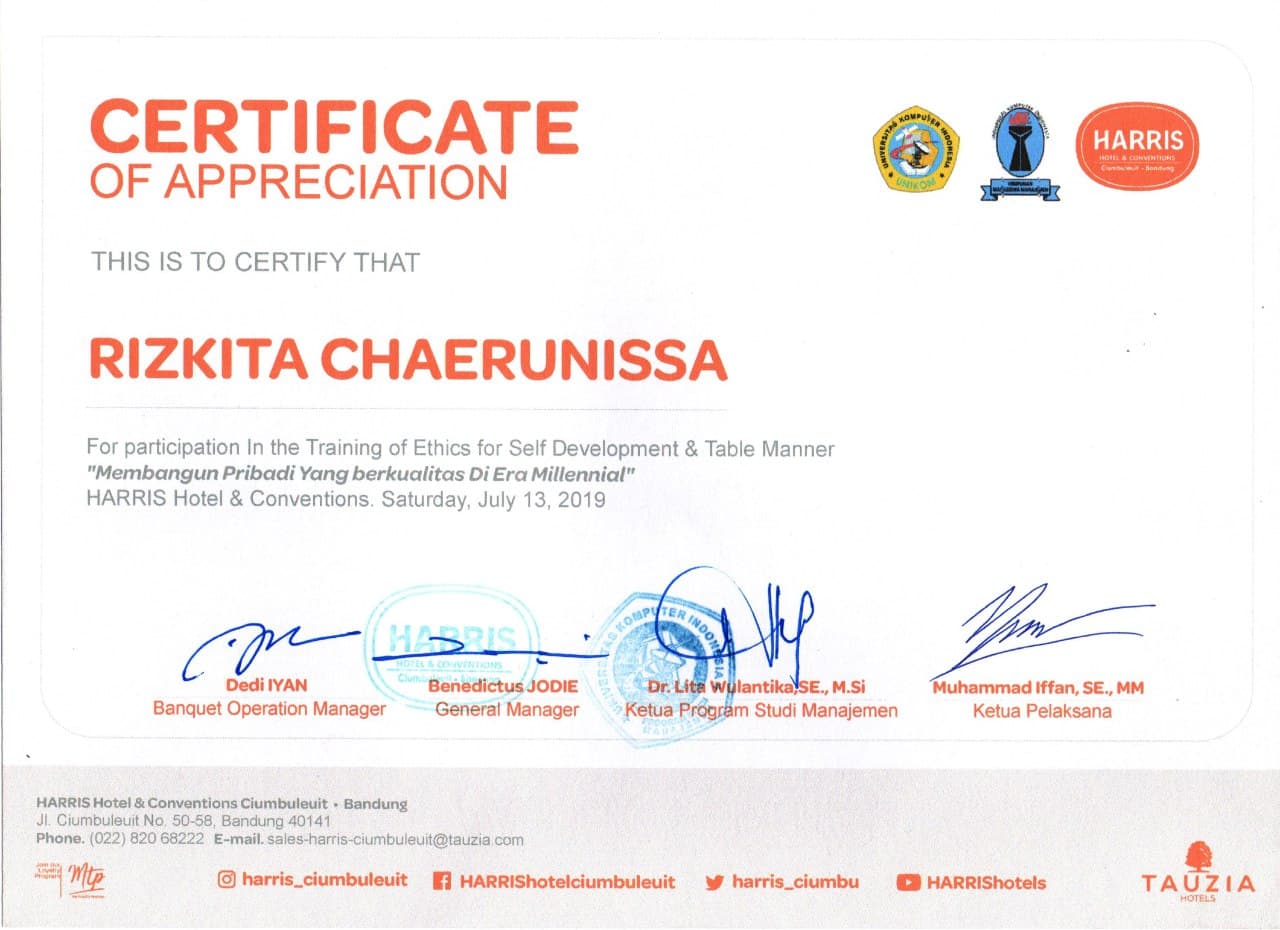 CERTIFICATE
OF APPRECIATION
UNIVERSITAS KOMPUTER INDONESIA
UNIKOM
HIMPUNAN
MAHASISWA MANAJEMEN
HARRIS
HOTEL & CONVENTIONS
Ciumbuleuit - Bandung
THIS IS TO CERTIFY THAT
RIZKITA CHAERUNISSA
For participation In the Training of Ethics for Self Development & Table Manner
"Membangun Pribadi Yang berkualitas Di Era Millennial"
HARRIS Hotel & Conventions. Saturday, July 13, 2019
HARRIS
HOTEL & CONVENTIONS
UNIVERSITAS KOMPUTER INDONESIA
Dedi IYAN
Banquet Operation Manager
Benedictus JODIE
General Manager
Dr. Lita Wulantika,SE., M.Si
Ketua Program Studi Manajemen
Muhammad Iffan, SE., MM
Ketua Pelaksana
HARRIS Hotel & Conventions Ciumbuleuit • Bandung
Jl. Ciumbuleuit No. 50-58, Bandung 40141
Phone. (022) 820 68222 E-mail. sales-harris-ciumbuleuit@tauzia.com
Join Our
Loyalty
Program
Mtp
harris_ciumbuleuit
HARRIShotelciumbuleuit
harris_ciumbu
HARRIShotels
TAUZIA
HOTELS